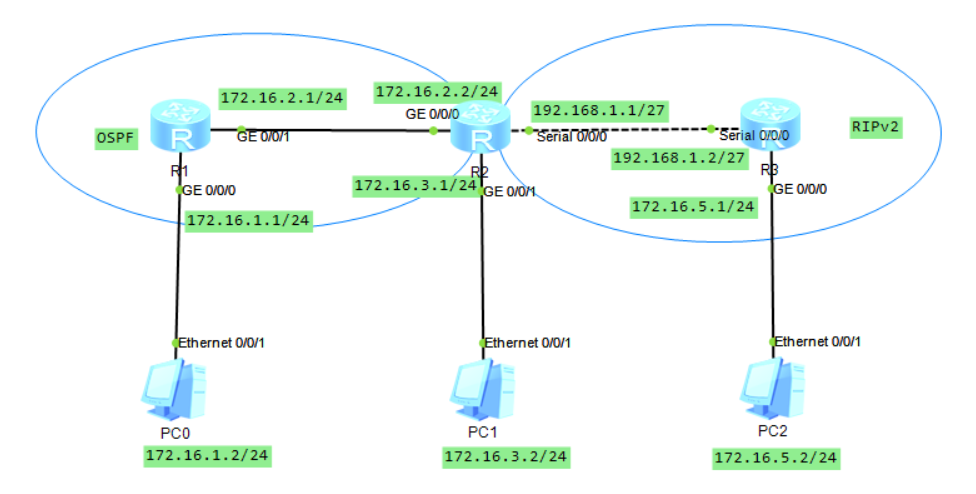 172.16.2.1/24
172.16.2.2/24
192.168.1.1/27
GE 0/0/0
OSPF
R
GE 0/0/1
R
Serial 0/0/0
Serial 0/0/0
R
RIPv2
192.168.1.2/27
R1
R2
R3
172.16.3.1/24
GE 0/0/0
GE 0/0/1
GE 0/0/0
172.16.1.1/24
172.16.5.1/24
Ethernet 0/0/1
Ethernet 0/0/1
Ethernet 0/0/1
PC0
PC1
PC2
172.16.1.2/24
172.16.3.2/24
172.16.5.2/24